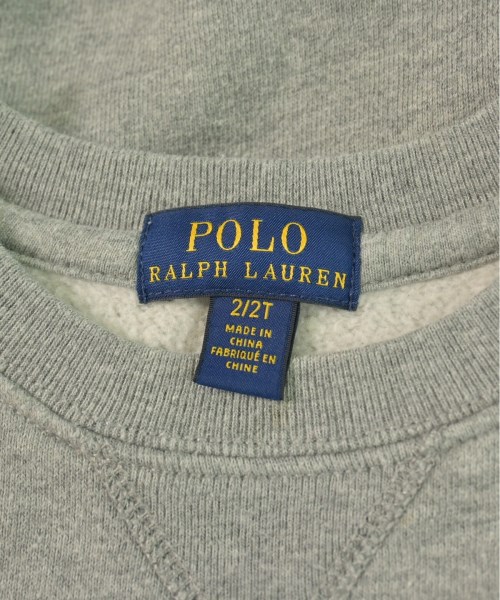 POLO
RALPH LAUREN
2/2T
MADE IN
CHINA
FABRIQUÉ EN
CHINE